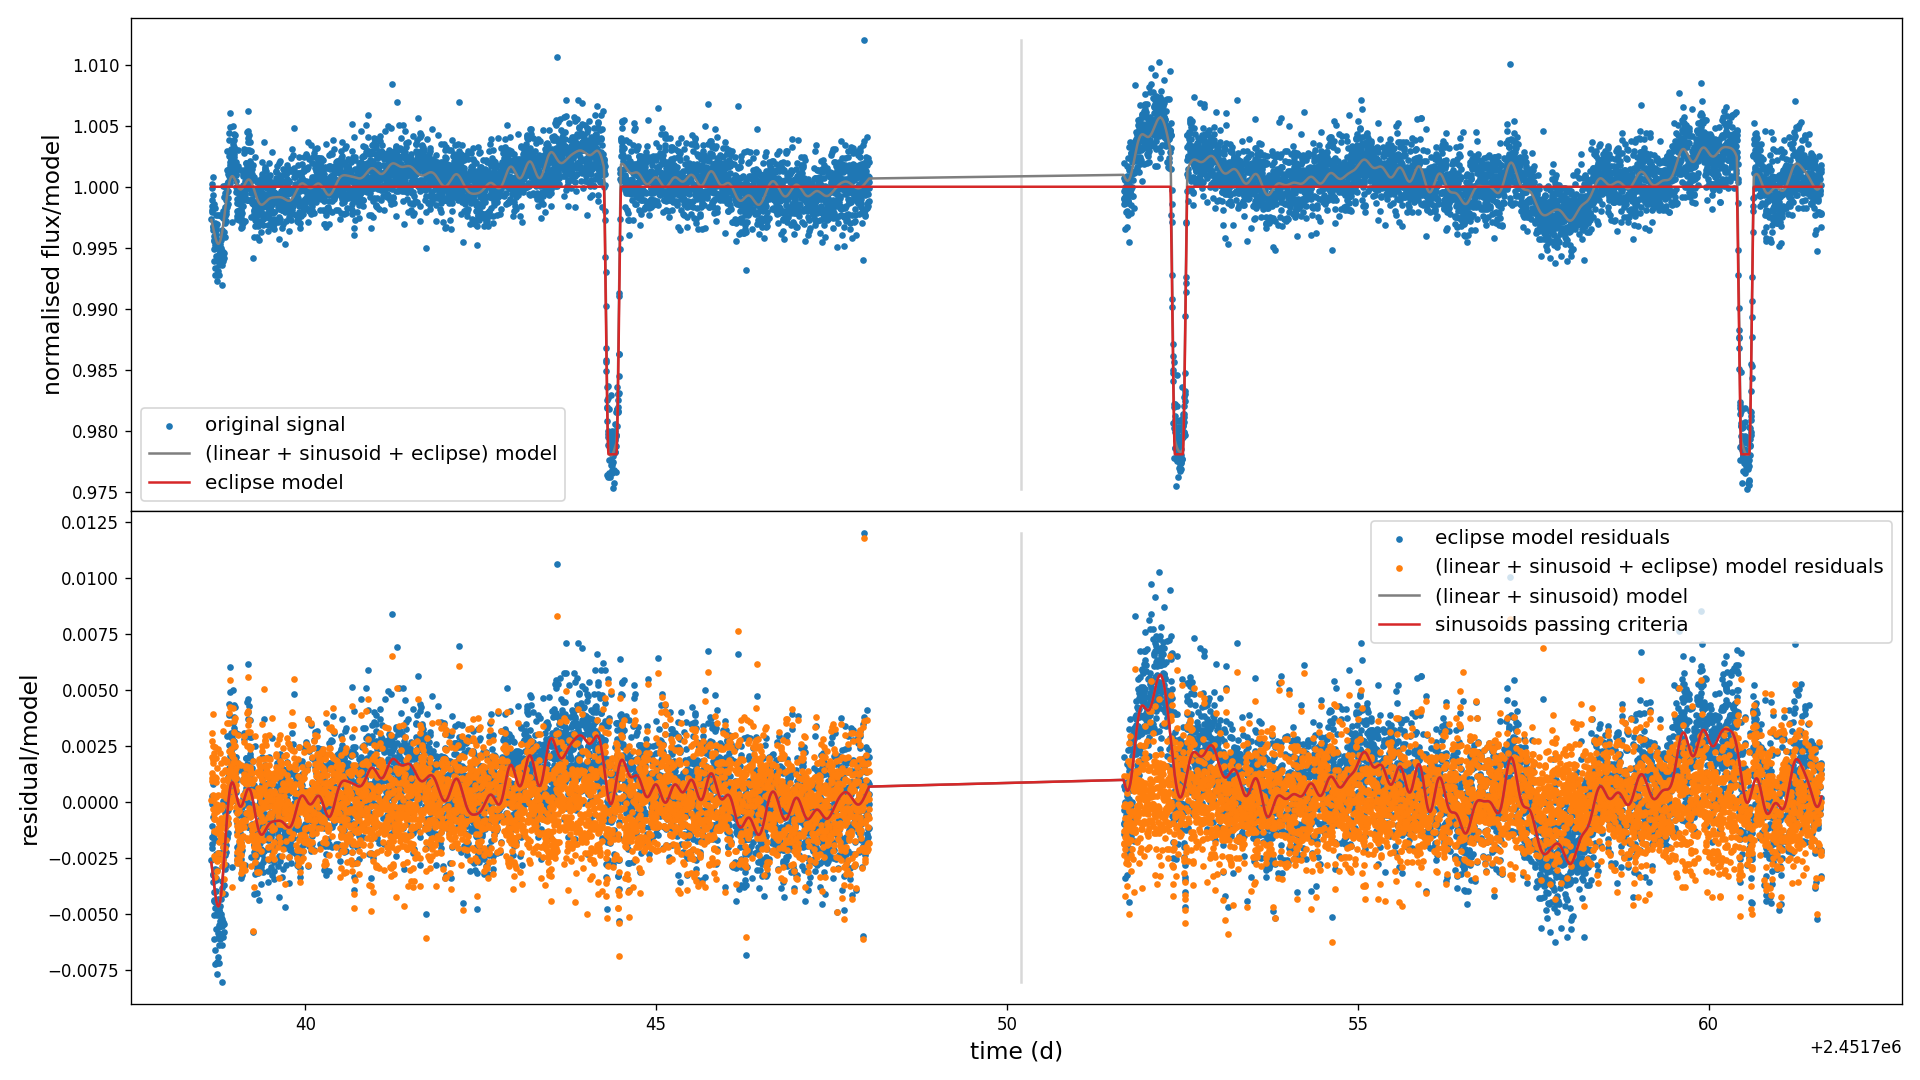 normalised flux/model
1.010
1.005
1.000
0.995
0.990
0.985
0.980
0.975
original signal
(linear + sinusoid + eclipse) model
eclipse model
residual/model
0.0125
0.0100
0.0075
0.0050
0.0025
0.0000
−0.0025
−0.0050
−0.0075
eclipse model residuals
(linear + sinusoid + eclipse) model residuals
(linear + sinusoid) model
sinusoids passing criteria
40 45 50 55 60
time (d)
+2.4517e6